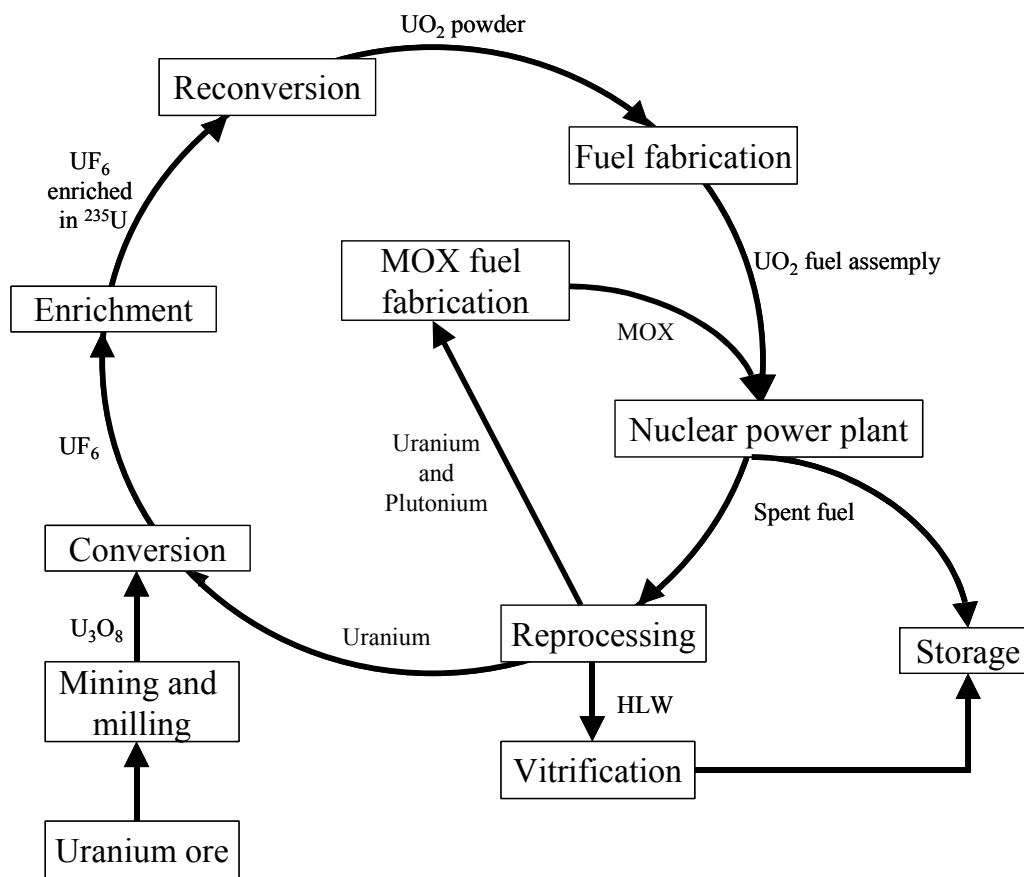 UO₂ powder
Reconversion
Fuel fabrication
UF₆
enriched
in ²³⁵U
MOX fuel
fabrication
UO₂ fuel assemply
Enrichment
MOX
Nuclear power plant
UF₆
Uranium
and
Plutonium
Spent fuel
Conversion
U₃O₈
Uranium
Reprocessing
Storage
Mining and
milling
HLW
Vitrification
Uranium ore